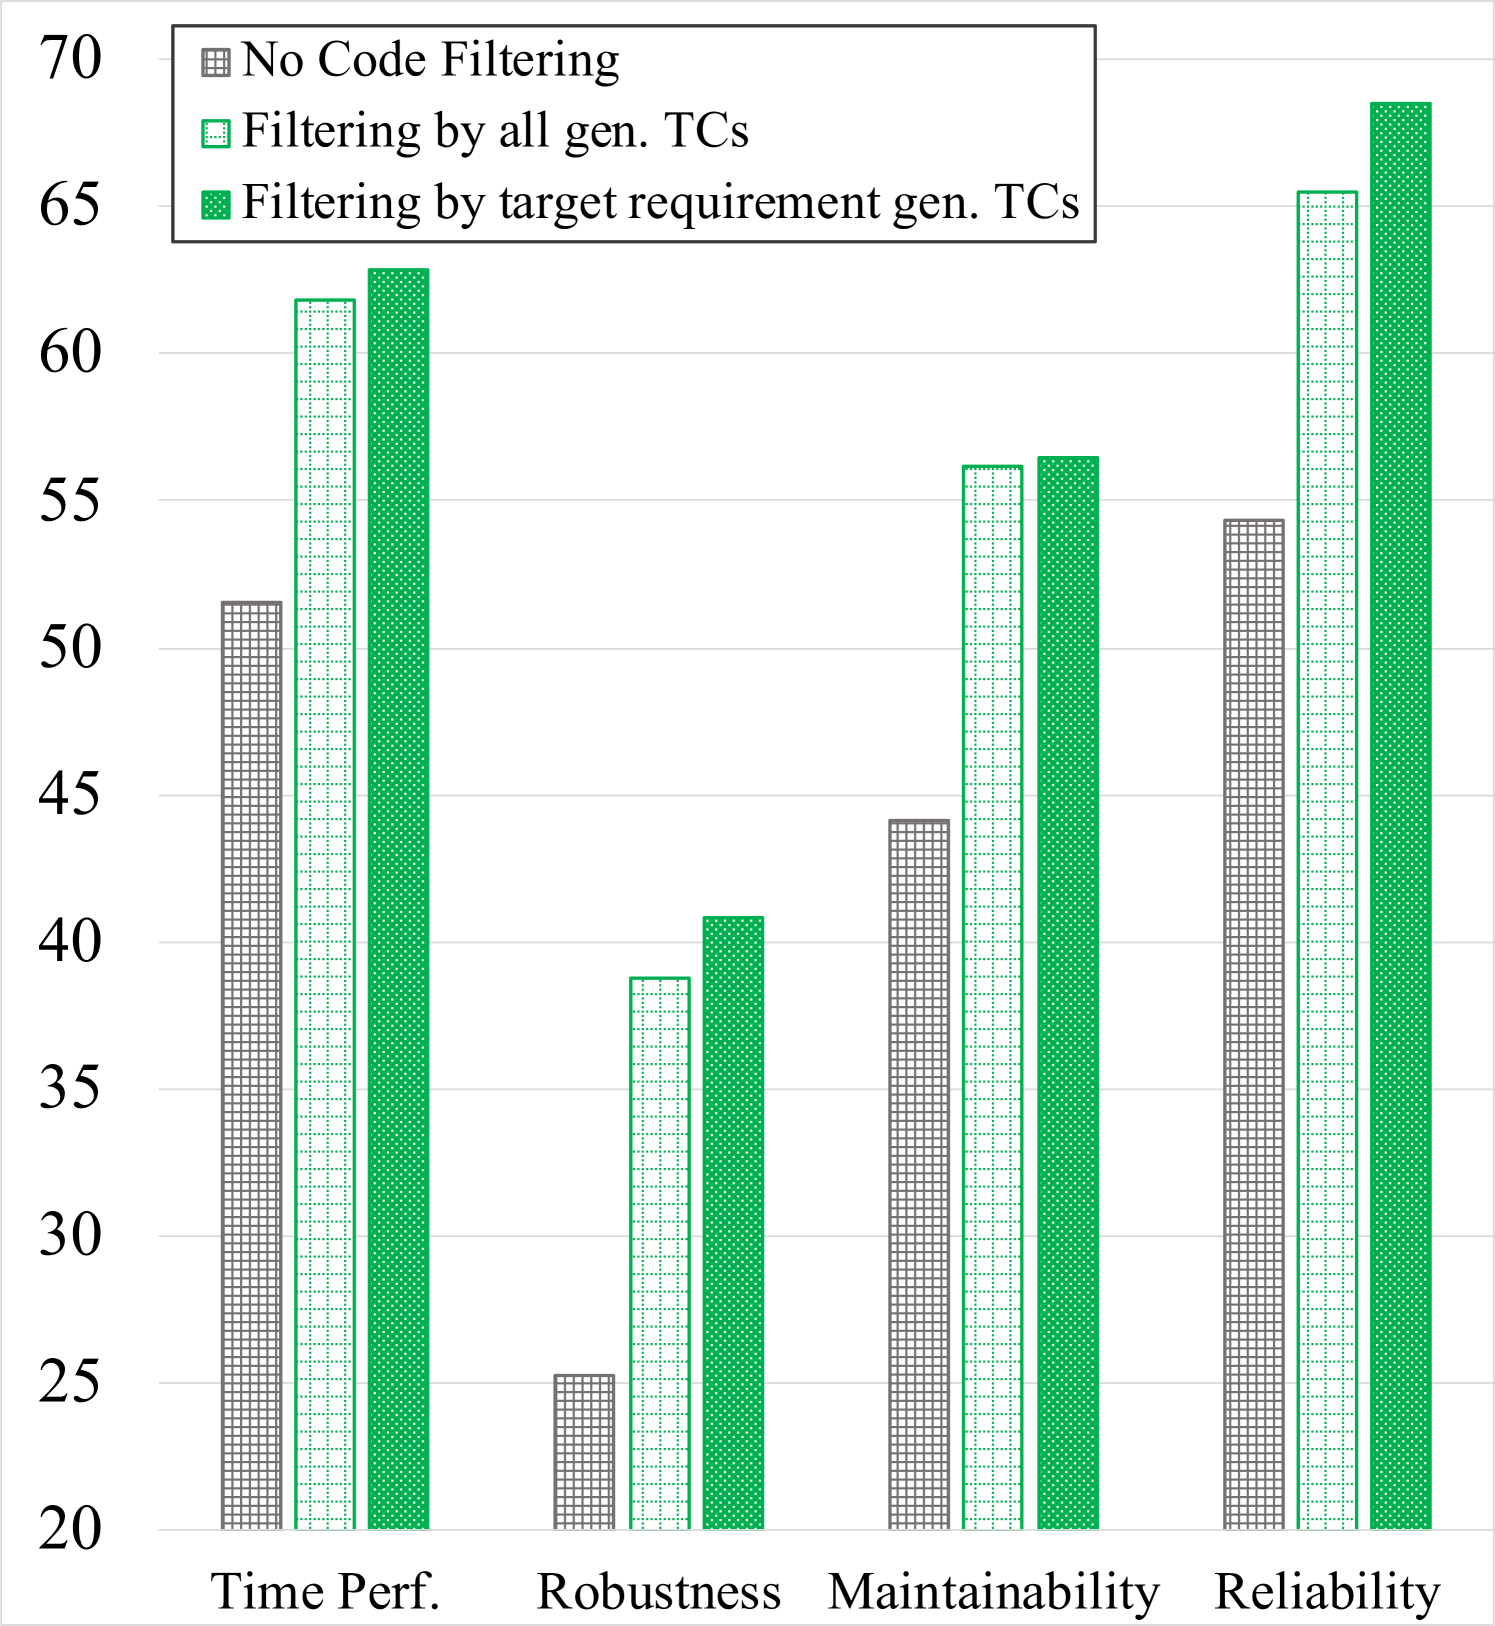 70
65
60
55
50
45
40
35
30
25
20
No Code Filtering
Filtering by all gen. TCs
Filtering by target requirement gen. TCs
Time Perf.
Robustness
Maintainability
Reliability